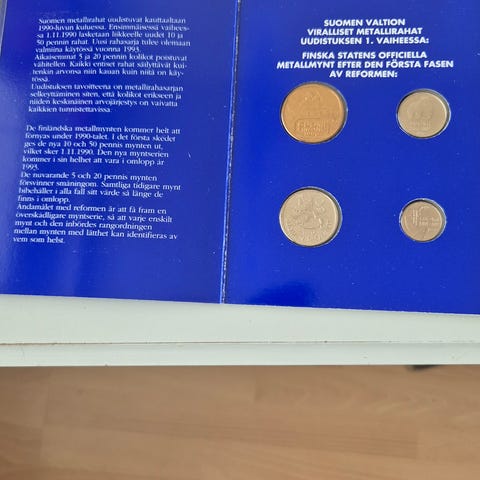 Suomen metallirahat uudistuvat kauttaaltaan
1990-luvun kuluessa. Ensimmäisessä vaihees-
sa 1.11.1990 lasketaan liikkeelle uudet 10 ja
50 pennin rahat. Uusi rahasarja tulee olemaan
valmiina käytössä vuonna 1993.
Aikaisemmat 5 ja 20 pennin kolikot poistuvat
vähitellen. Kaikki entiset rahat säilyttävät kui-
tenkin arvonsa niin kauan kuin niitä on käy-
tössä.
Uudistuksen tavoitteena on metallirahasarjan
selkeyttäminen siten, että kolikot erikseen ja
niiden keskinäinen arvojärjestys on vaivatta
kaikkien tunnistettavissa.
De finländska metallmynten kommer helt att
förnyas under 1990-talet. I det första skedet
ges de nya 10 och 50 pennis mynten ut,
vilket sker 1.11.1990. Den nya myntserien
kommer i sin helhet att vara i omlopp år
1993.
De nuvarande 5 och 20 pennis mynten
försvinner småningom. Samtliga tidigare mynt
bibehåller i alla fall sitt värde så länge de
finns i omlopp.
Ändamålet med reformen är att få fram en
överskådligare myntserie, så att varje enskilt
mynt och den inbördes rangordningen
mellan mynten med lätthet kan identifieras av
vem som helst.
SUOMEN VALTION
VIRALLISET METALLIRAHAT
UUDISTUKSEN 1. VAIHEESSA:
FINSKA STATENS OFFICIELLA
METALLMYNT EFTER DEN FÖRSTA FASEN
AV REFORMEN: